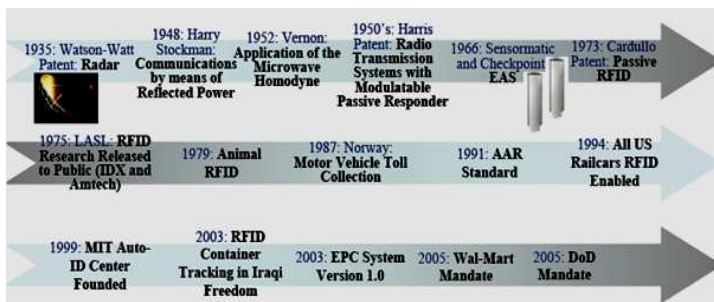 1935: Watson-Watt
Patent: Radar
1948: Harry
Stockman:
Communications
by means of
Reflected Power
1952: Vernon:
Application of the
Microwave
Homodyne
1950's: Harris
Patent: Radio
Transmission
Systems with
Modulatable
Passive Responder
1966: Sensormatic
and Checkpoint
EAS
1973: Cardullo
Patent: Passive
RFID
1975: LASL: RFID
Research Released
to Public (IDX and
Amtech)
1979: Animal
RFID
1987: Norway:
Motor Vehicle Toll
Collection
1991: AAR
Standard
1994: All US
Railcars RFID
Enabled
1999: MIT Auto-
ID Center
Founded
2003: RFID
Container
Tracking in Iraqi
Freedom
2003: EPC System
Version 1.0
2005: Wal-Mart
Mandate
2005: DoD
Mandate